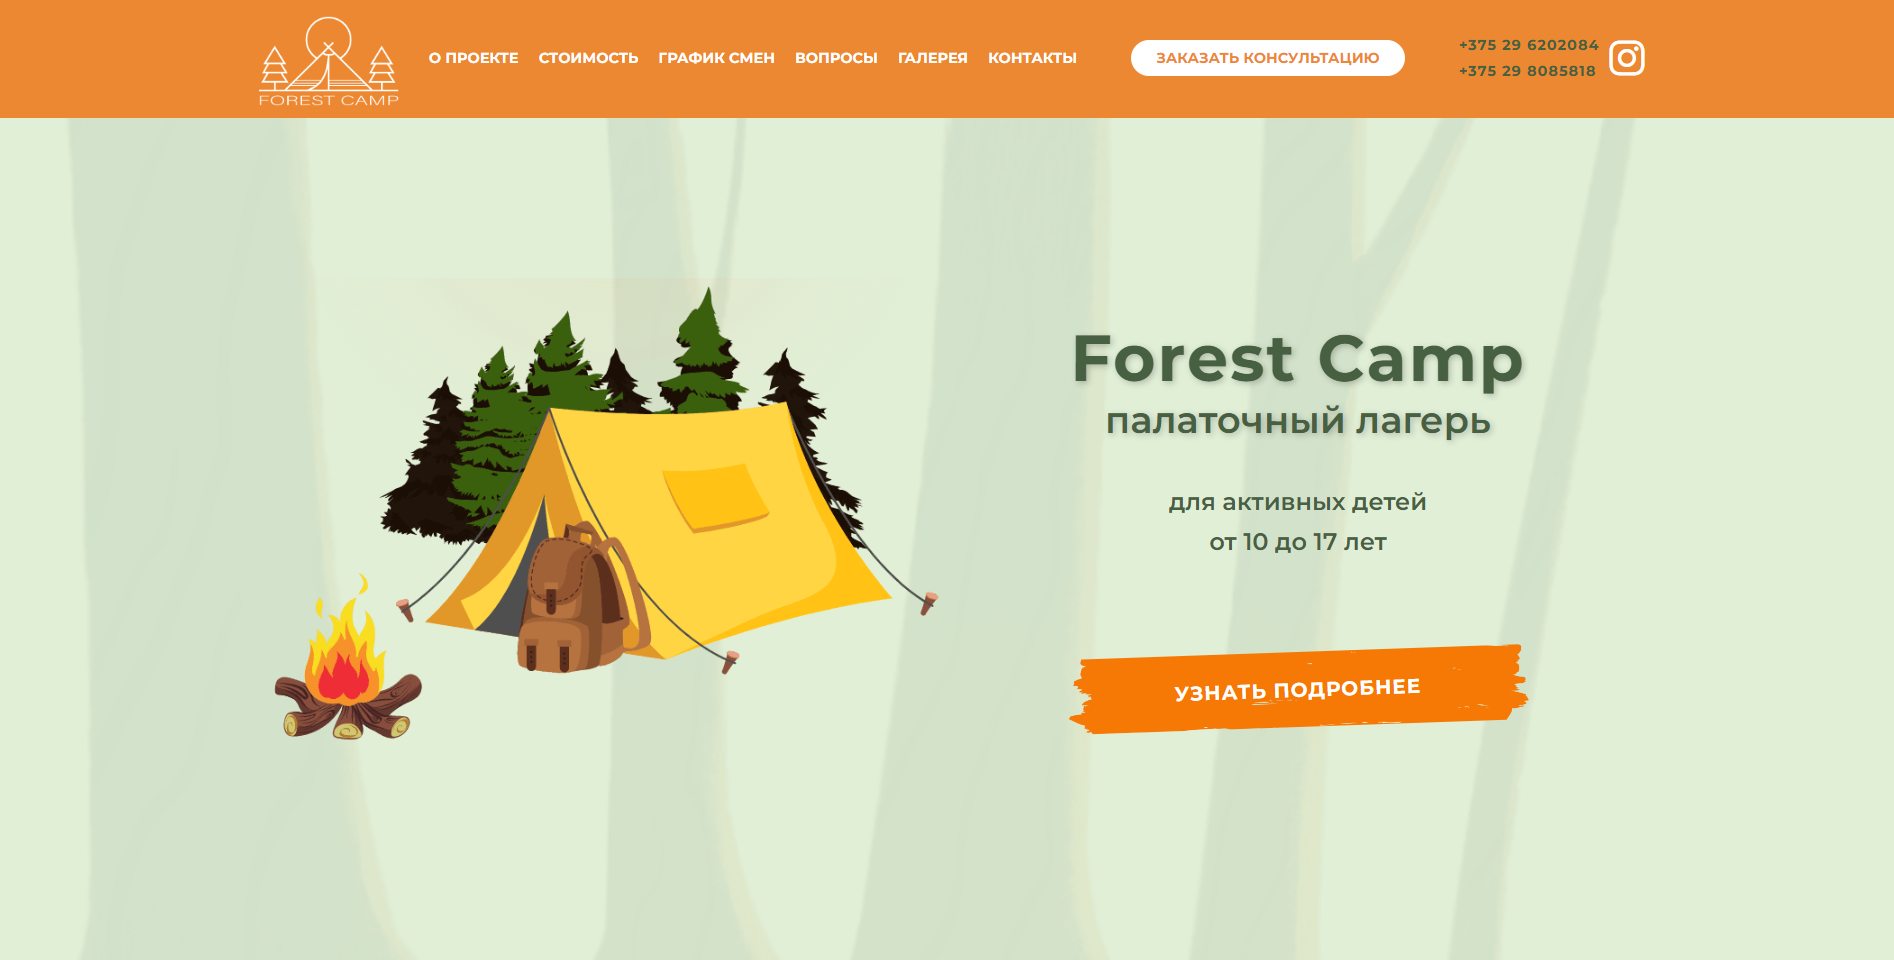 FOREST CAMP
О ПРОЕКТЕ СТОИМОСТЬ ГРАФИК СМЕН ВОПРОСЫ ГАЛЕРЕЯ КОНТАКТЫ
ЗАКАЗАТЬ КОНСУЛЬТАЦИЮ
+375 29 6202084
+375 29 8085818
Forest Camp
палаточный лагерь
для активных детей
от 10 до 17 лет
УЗНАТЬ ПОДРОБНЕЕ